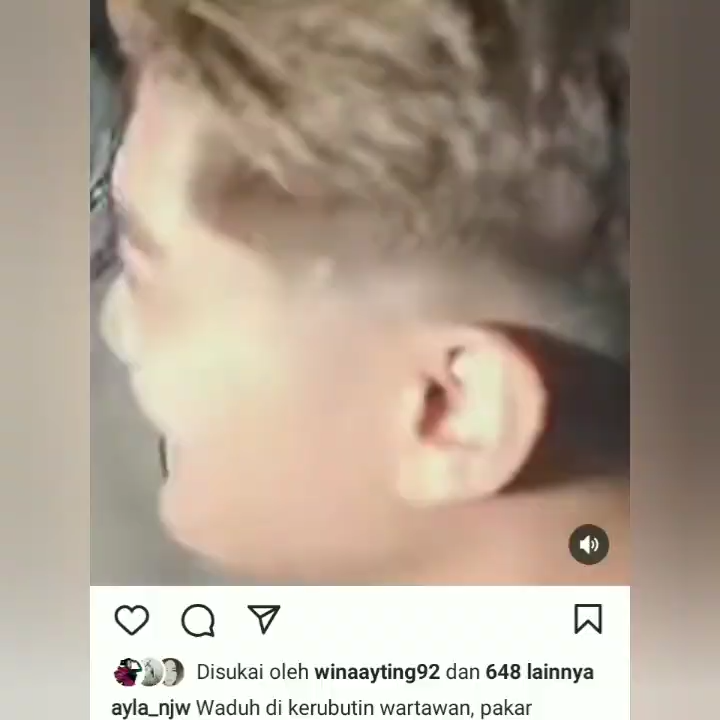 Disukai oleh winaayting92 dan 648 lainnya
ayla_njw Waduh di kerubutin wartawan, pakar